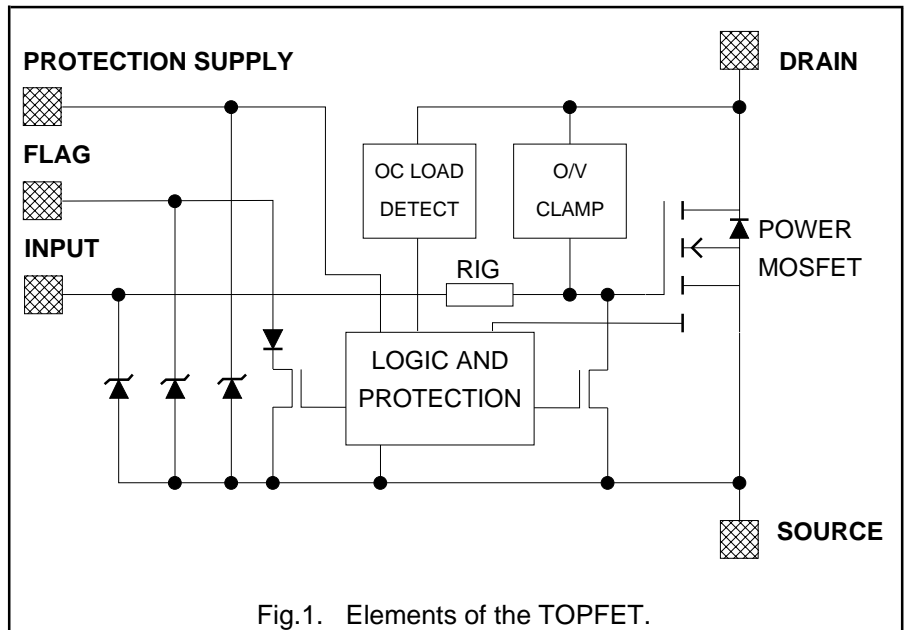 PROTECTION SUPPLY
DRAIN
FLAG
OC LOAD
DETECT
O/V
CLAMP
INPUT
RIG
POWER
MOSFET
LOGIC AND
PROTECTION
SOURCE
Fig.1. Elements of the TOPFET.